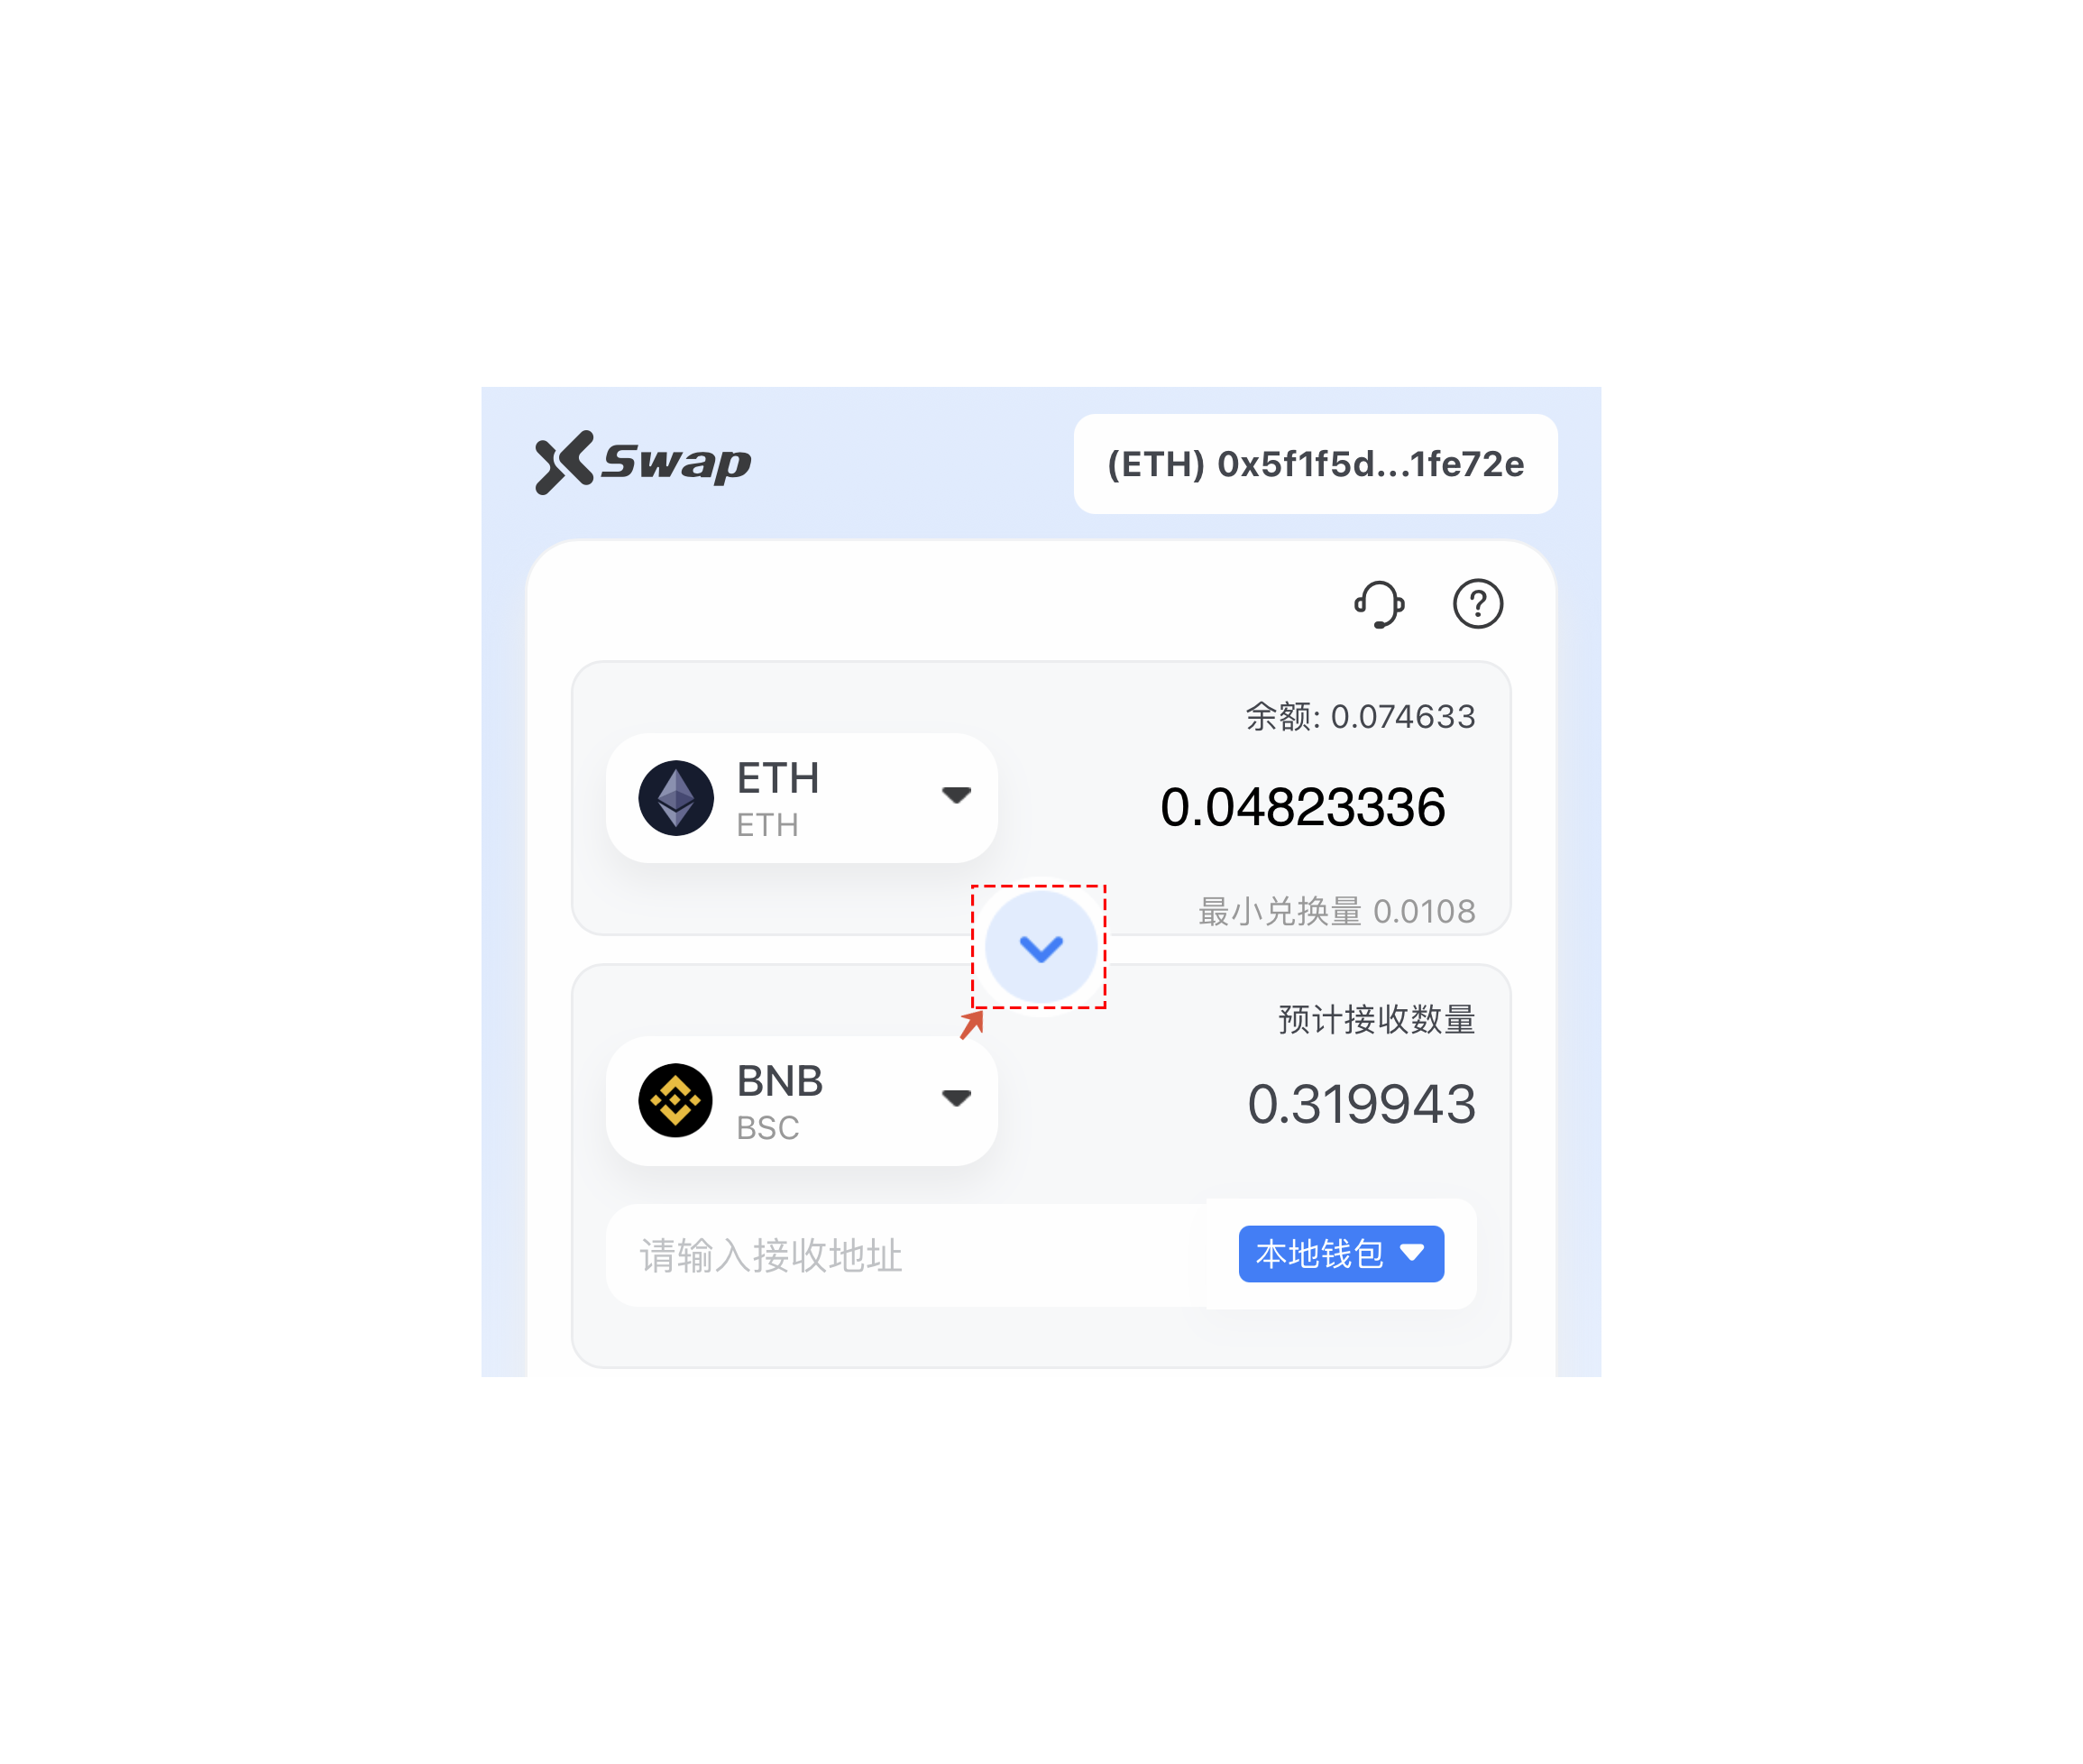 Swap
(ETH) 0x5f1f5d...1fe72e
余额: 0.074633
ETH
ETH
0.04823336
最小兑换量 0.0108
预计接收数量
BNB
BSC
0.319943
请输入接收地址
本地钱包